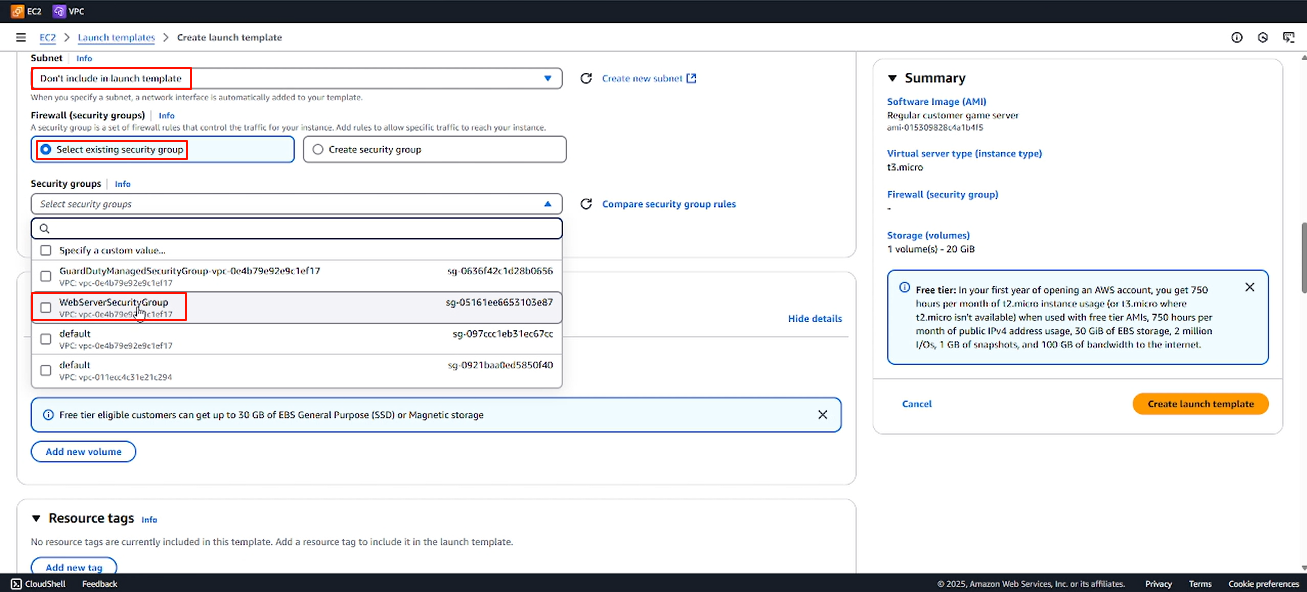 EC2 VPC
EC2 > Launch templates > Create launch template
Subnet | Info
Don't include in launch template
Create new subnet
When you specify a subnet, a network interface is automatically added to your template.
Firewall (security groups) | Info
A security group is a set of firewall rules that control the traffic for your instance. Add rules to allow specific traffic to reach your instance.
Select existing security group
Create security group
Security groups | Info
Select security groups
Compare security group rules
Specify a custom value...
GuardDutyManagedSecurityGroup-vpc-0e4b79e92e9c1ef17 sg-0636f42c1d28b0656
VPC: vpc-0e4b79e92e9c1ef17
WebServerSecurityGroup sg-05161ee6653103e87
VPC: vpc-0e4b79e92e9c1ef17
default sg-097ccc1eb31ec67cc
VPC: vpc-0e4b79e92e9c1ef17
default sg-0921baa0ed5850f40
VPC: vpc-011ecc4c31e21c294
Hide details
Free tier eligible customers can get up to 30 GB of EBS General Purpose (SSD) or Magnetic storage
Add new volume
Resource tags Info
No resource tags are currently included in this template. Add a resource tag to include it in the launch template.
Add new tag
Summary
Software Image (AMI)
Regular customer game server
ami-015309828c4a1b4f5
Virtual server type (instance type)
t3.micro
Firewall (security group)
-
Storage (volumes)
1 volume(s) - 20 GiB
Free tier: In your first year of opening an AWS account, you get 750
hours per month of t2.micro instance usage (or t3.micro where
t2.micro isn't available) when used with free tier AMIs, 750 hours per
month of public IPv4 address usage, 30 GiB of EBS storage, 2 million
I/Os, 1 GB of snapshots, and 100 GB of bandwidth to the internet.
Cancel
Create launch template
CloudShell Feedback © 2025, Amazon Web Services, Inc. or its affiliates. Privacy Terms Cookie preferences